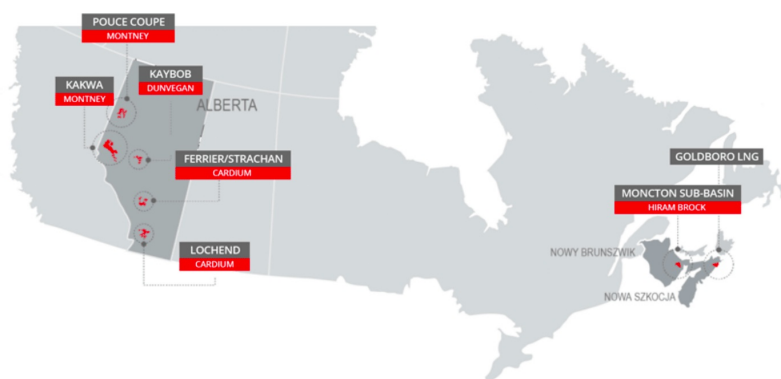 POUCE COUPE
MONTNEY
KAKWA
MONTNEY
KAYBOB
DUNVEGAN
ALBERTA
FERRIER/STRACHAN
CARDIUM
LOCHEND
CARDIUM
GOLDBORO LNG
MONCTON SUB-BASIN
HIRAM BROCK
NOWY BRUNSZWIK
NOWA SZKOCJA